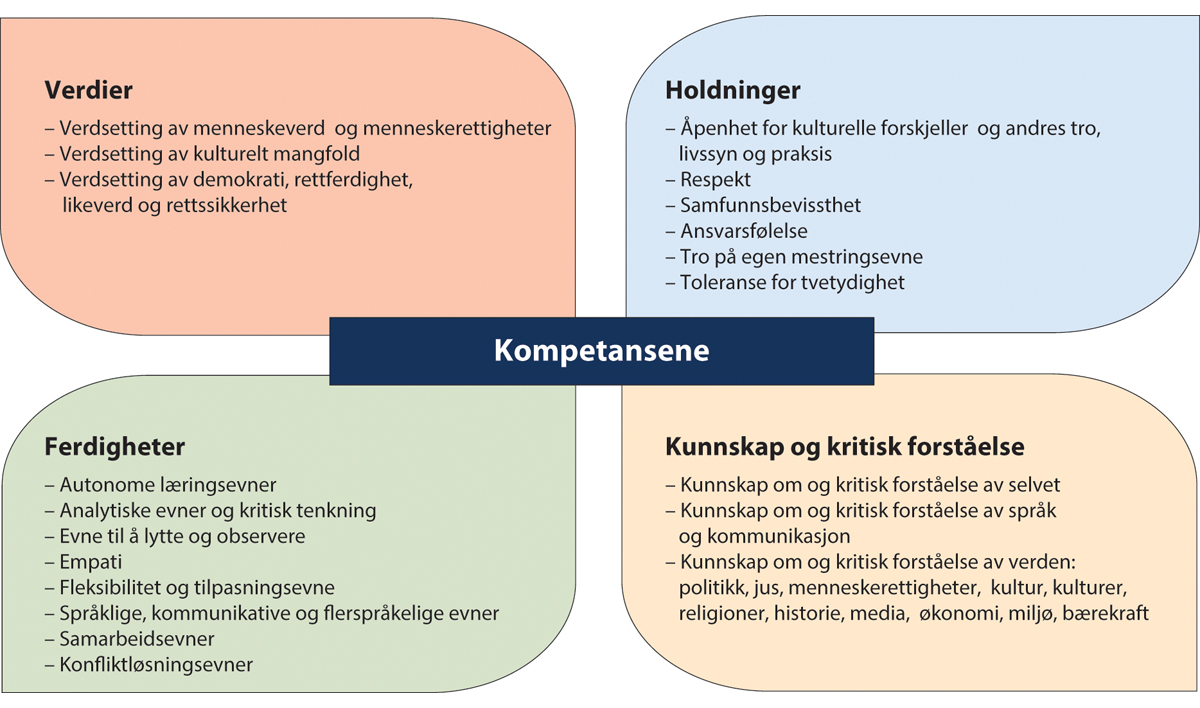 Verdier
– Verdsetting av menneskeverd og menneskerettigheter
– Verdsetting av kulturelt mangfold
– Verdsetting av demokrati, rettferdighet,
likeverd og rettssikkerhet
Holdninger
– Åpenhet for kulturelle forskjeller og andres tro,
livssyn og praksis
– Respekt
– Samfunnsbevissthet
– Ansvarsfølelse
– Tro på egen mestringsevne
– Toleranse for tvetydighet
Kompetansene
Ferdigheter
– Autonome læringsevner
– Analytiske evner og kritisk tenkning
– Evne til å lytte og observere
– Empati
– Fleksibilitet og tilpasningsevne
– Språklige, kommunikative og flerspråkelige evner
– Samarbeidsevner
– Konfliktløsningsevner
Kunnskap og kritisk forståelse
– Kunnskap om og kritisk forståelse av selvet
– Kunnskap om og kritisk forståelse av språk
og kommunikasjon
– Kunnskap om og kritisk forståelse av verden:
politikk, jus, menneskerettigheter, kultur, kulturer,
religioner, historie, media, økonomi, miljø, bærekraft